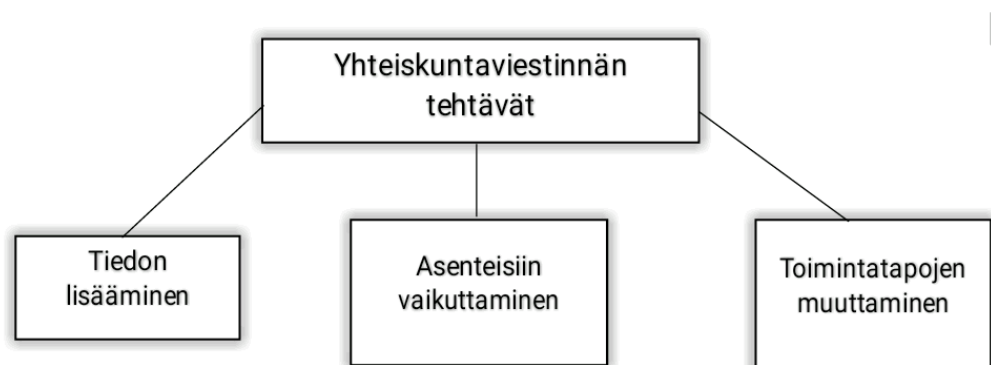 Yhteiskuntaviestinnän
tehtävät
Tiedon
lisääminen
Asenteisiin
vaikuttaminen
Toimintatapojen
muuttaminen